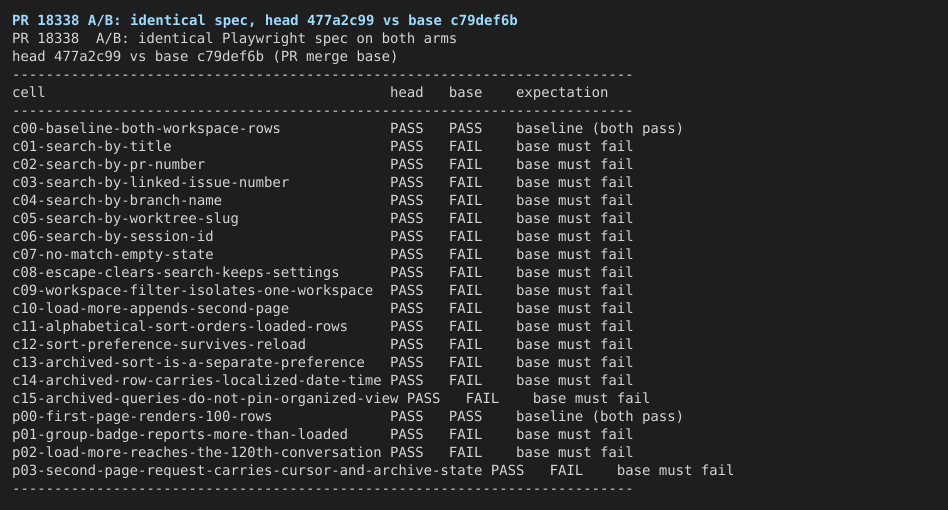 PR 18338 A/B: identical spec, head 477a2c99 vs base c79def6b
PR 18338  A/B: identical Playwright spec on both arms
head 477a2c99 vs base c79def6b (PR merge base)
--------------------------------------------------------------------------
cell                                         head   base    expectation
--------------------------------------------------------------------------
c00-baseline-both-workspace-rows             PASS   PASS    baseline (both pass)
c01-search-by-title                          PASS   FAIL    base must fail
c02-search-by-pr-number                      PASS   FAIL    base must fail
c03-search-by-linked-issue-number            PASS   FAIL    base must fail
c04-search-by-branch-name                    PASS   FAIL    base must fail
c05-search-by-worktree-slug                  PASS   FAIL    base must fail
c06-search-by-session-id                     PASS   FAIL    base must fail
c07-no-match-empty-state                     PASS   FAIL    base must fail
c08-escape-clears-search-keeps-settings      PASS   FAIL    base must fail
c09-workspace-filter-isolates-one-workspace  PASS   FAIL    base must fail
c10-load-more-appends-second-page            PASS   FAIL    base must fail
c11-alphabetical-sort-orders-loaded-rows     PASS   FAIL    base must fail
c12-sort-preference-survives-reload          PASS   FAIL    base must fail
c13-archived-sort-is-a-separate-preference   PASS   FAIL    base must fail
c14-archived-row-carries-localized-date-time PASS   FAIL    base must fail
c15-archived-queries-do-not-pin-organized-view PASS   FAIL    base must fail
p00-first-page-renders-100-rows              PASS   PASS    baseline (both pass)
p01-group-badge-reports-more-than-loaded     PASS   FAIL    base must fail
p02-load-more-reaches-the-120th-conversation PASS   FAIL    base must fail
p03-second-page-request-carries-cursor-and-archive-state PASS   FAIL    base must fail
--------------------------------------------------------------------------